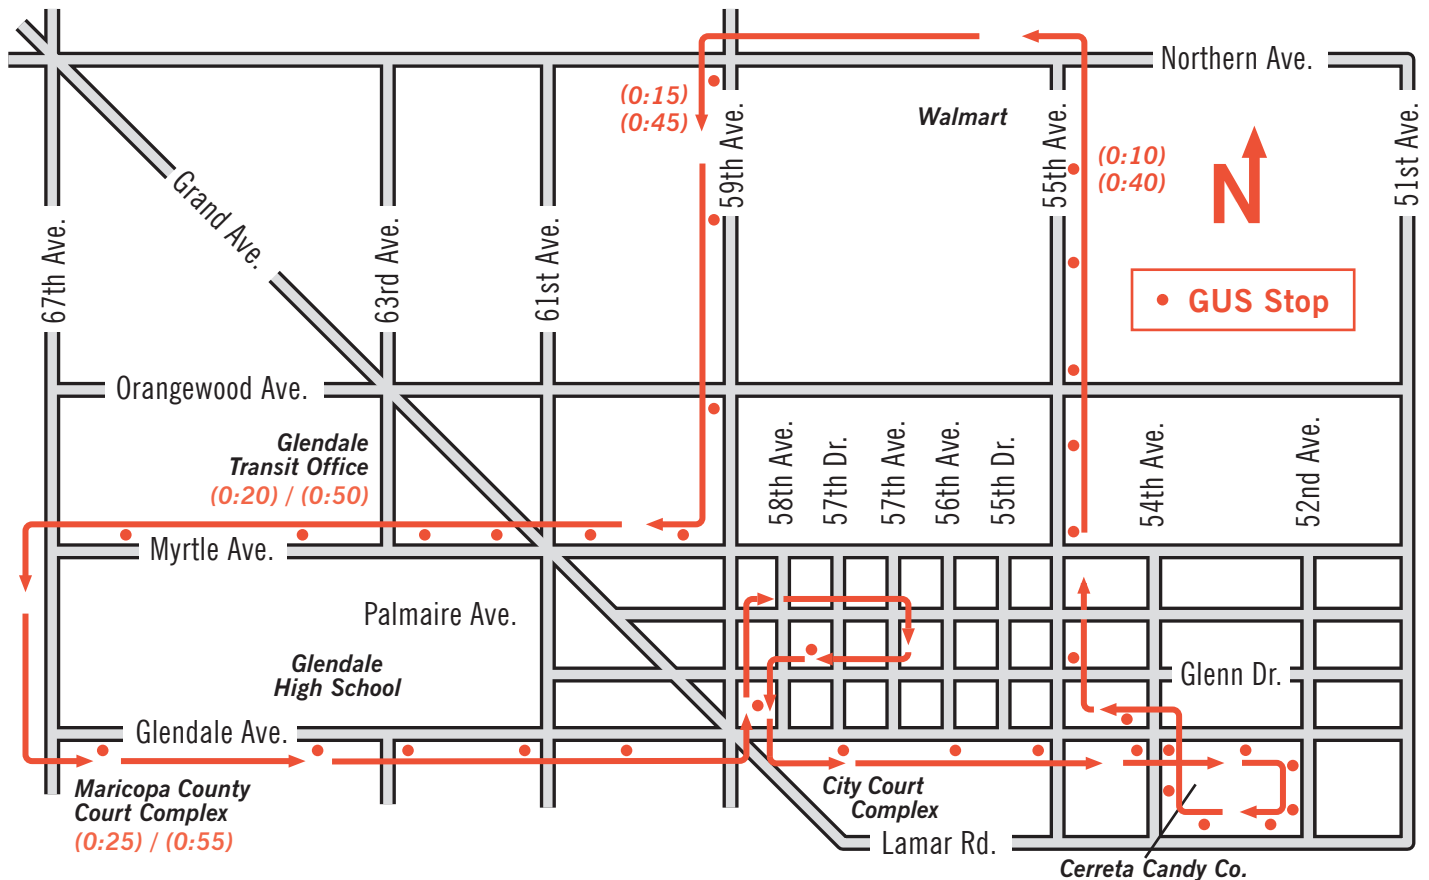 Northern Ave.
(0:15)
(0:45)
Walmart
59th Ave.
55th Ave.
51st Ave.
(0:10)
(0:40)
N
Grand Ave.
67th Ave.
63rd Ave.
61st Ave.
GUS Stop
Orangewood Ave.
Glendale
Transit Office
(0:20) / (0:50)
58th Ave.
57th Dr.
57th Ave.
56th Ave.
55th Dr.
54th Ave.
52nd Ave.
Myrtle Ave.
Palmaire Ave.
Glendale
High School
Glenn Dr.
Glendale Ave.
Maricopa County
Court Complex
(0:25) / (0:55)
City Court
Complex
Lamar Rd.
Cerreta Candy Co.